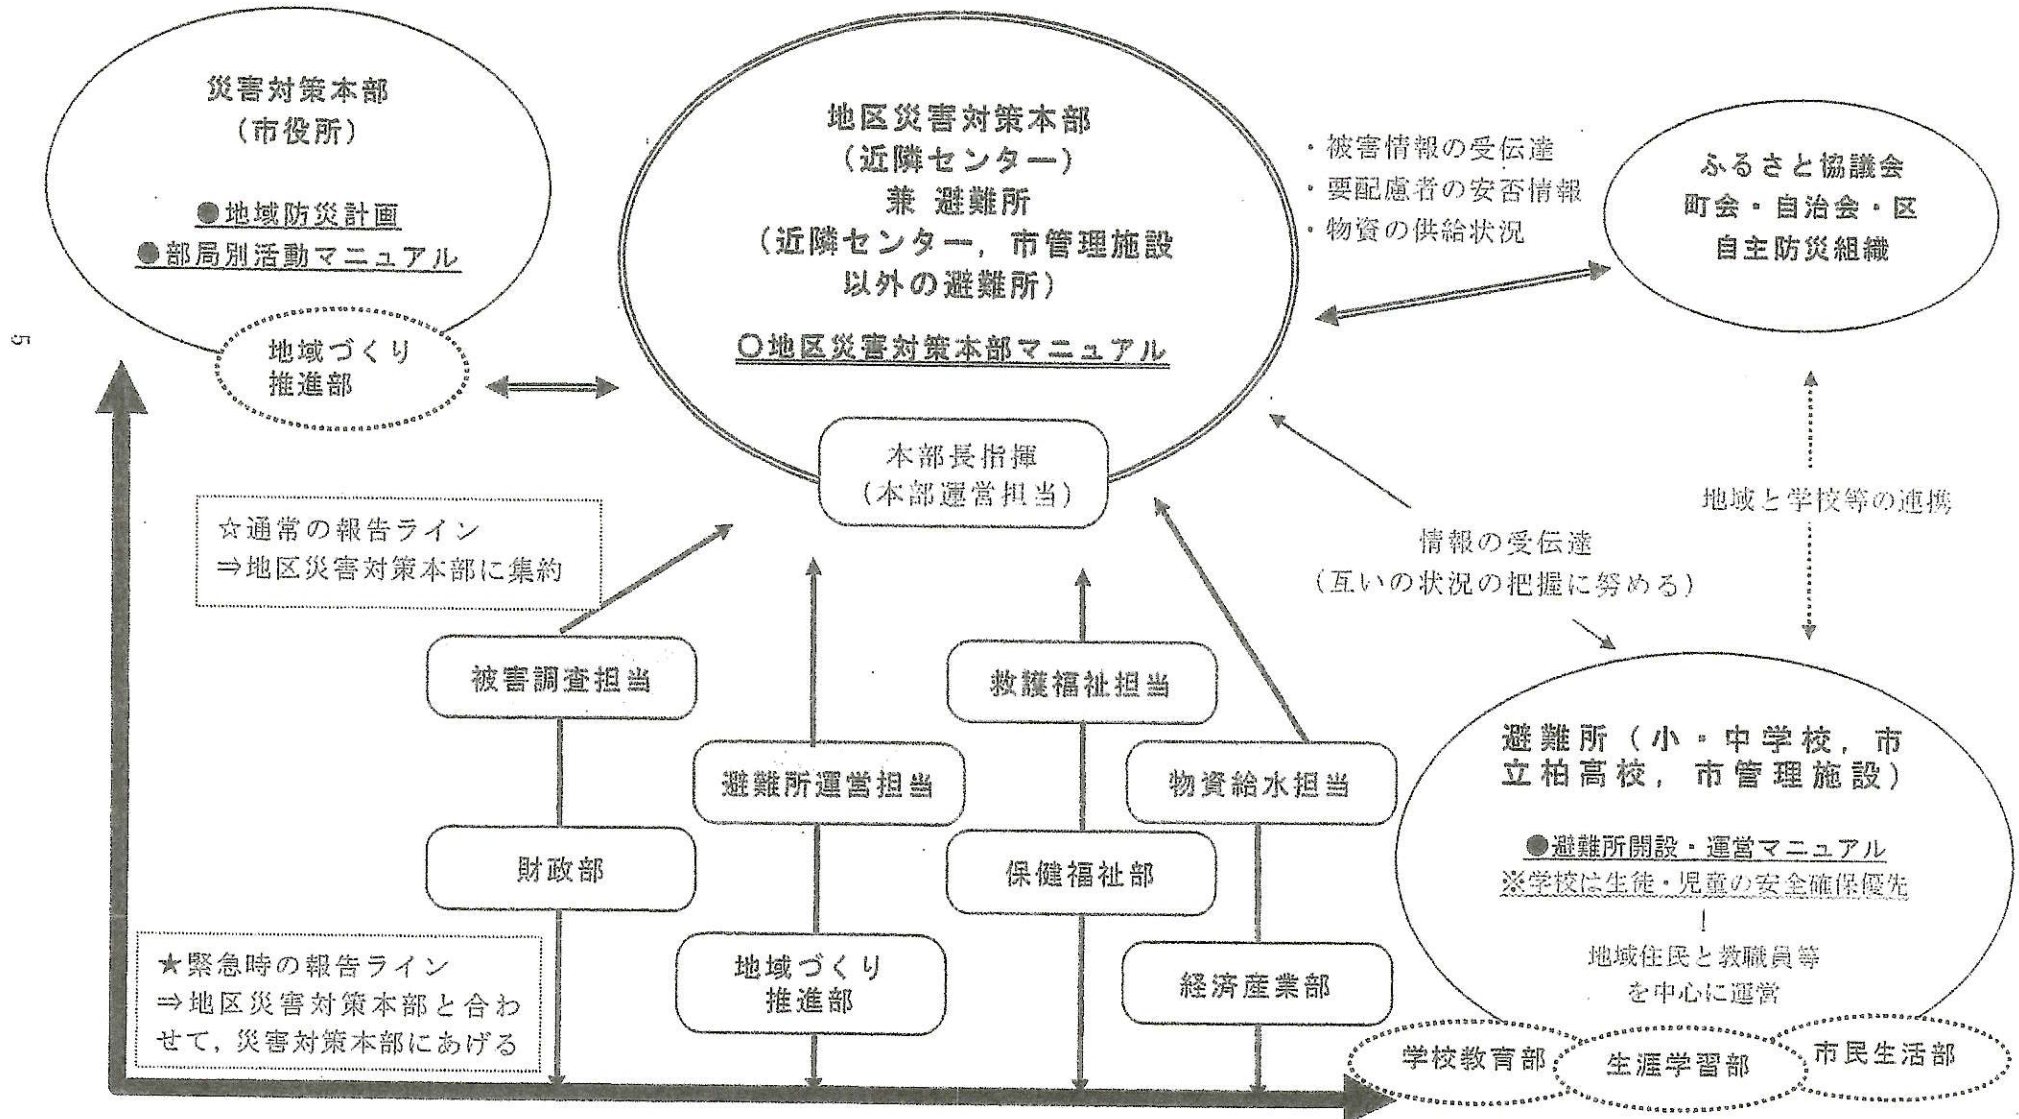 災害対策本部
（市役所）
●地域防災計画
●部局別活動マニュアル
地域づくり
推進部
地区災害対策本部
（近隣センター）
兼 避難所
（近隣センター，市管理施設
以外の避難所）
〇地区災害対策本部マニュアル
本部長指揮
（本部運営担当）
・被害情報の受伝達
・要配慮者の安否情報
・物資の供給状況
ふるさと協議会
町会・自治会・区
自主防災組織
5
☆通常の報告ライン
⇒地区災害対策本部に集約
情報の受伝達
（互いの状況の把握に努める）
地域と学校等の連携
被害調査担当
避難所運営担当
救護福祉担当
物資給水担当
財政部
地域づくり
推進部
保健福祉部
経済産業部
★緊急時の報告ライン
⇒地区災害対策本部と合わ
せて，災害対策本部にあげる
避難所（小・中学校，市
立柏高校，市管理施設）
●避難所開設・運営マニュアル
※学校は生徒・児童の安全確保優先
地域住民と教職員等
を中心に運営
学校教育部
生涯学習部
市民生活部